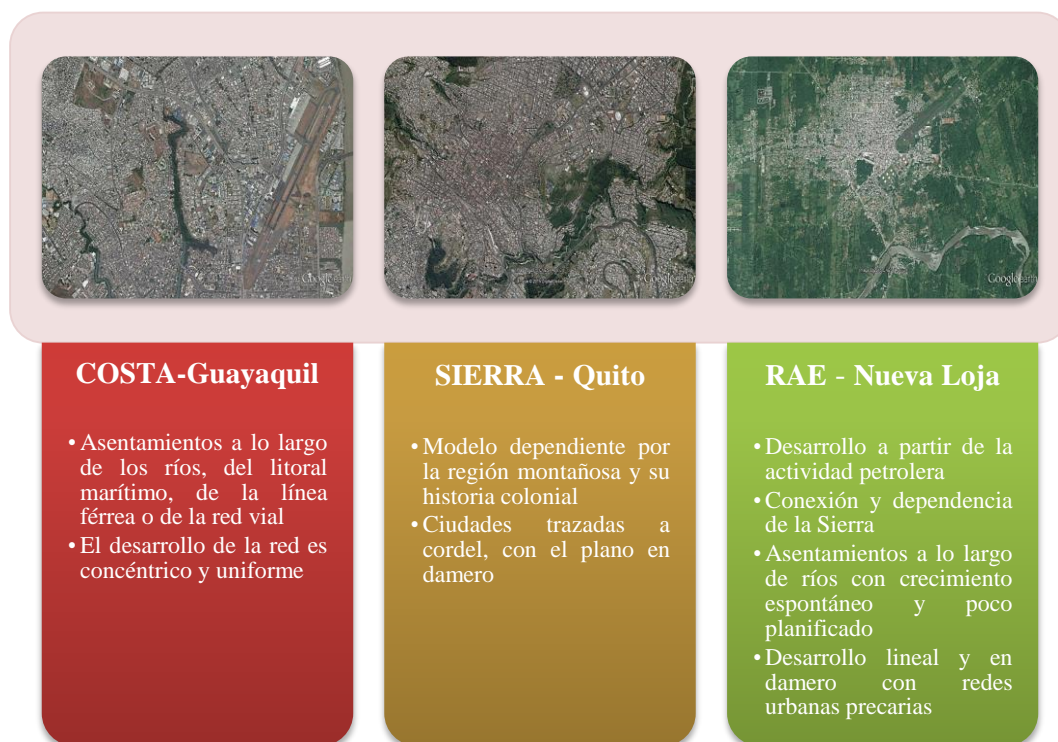 Google earth
Google earth
COSTA-Guayaquil
• Asentamientos a lo largo
de los ríos, del litoral
marítimo, de la línea
férrea o de la red vial
• El desarrollo de la red es
concéntrico y uniforme
SIERRA - Quito
• Modelo dependiente por
la región montañosa y su
historia colonial
• Ciudades trazadas a
cordel, con el plano en
damero
RAE - Nueva Loja
• Desarrollo a partir de la
actividad petrolera
• Conexión y dependencia
de la Sierra
• Asentamientos a lo largo
de ríos con crecimiento
espontáneo y poco
planificado
• Desarrollo lineal y en
damero con redes
urbanas precarias